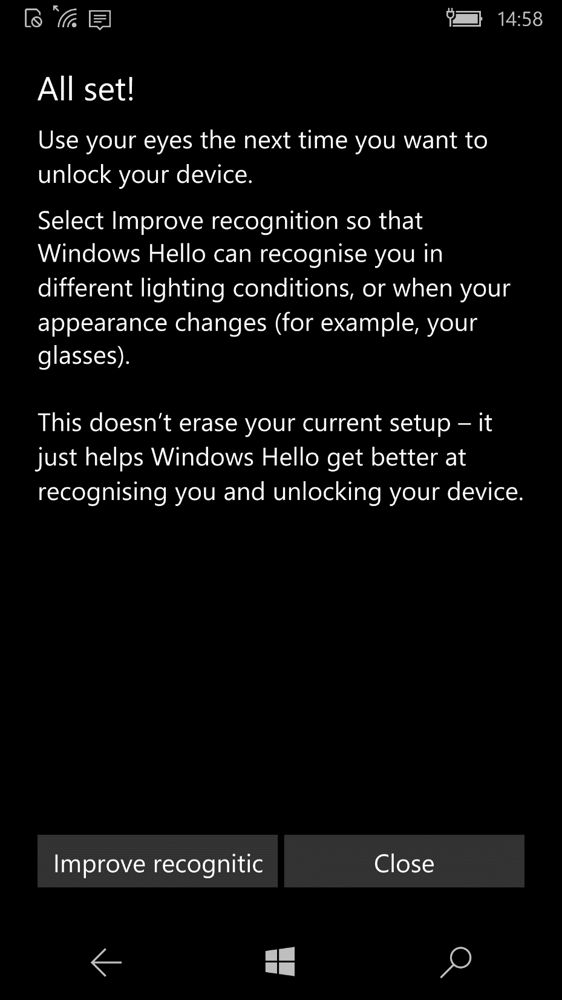 14:58
All set!
Use your eyes the next time you want to
unlock your device.
Select Improve recognition so that
Windows Hello can recognise you in
different lighting conditions, or when your
appearance changes (for example, your
glasses).
This doesn’t erase your current setup – it
just helps Windows Hello get better at
recognising you and unlocking your device.
Improve recognitic
Close